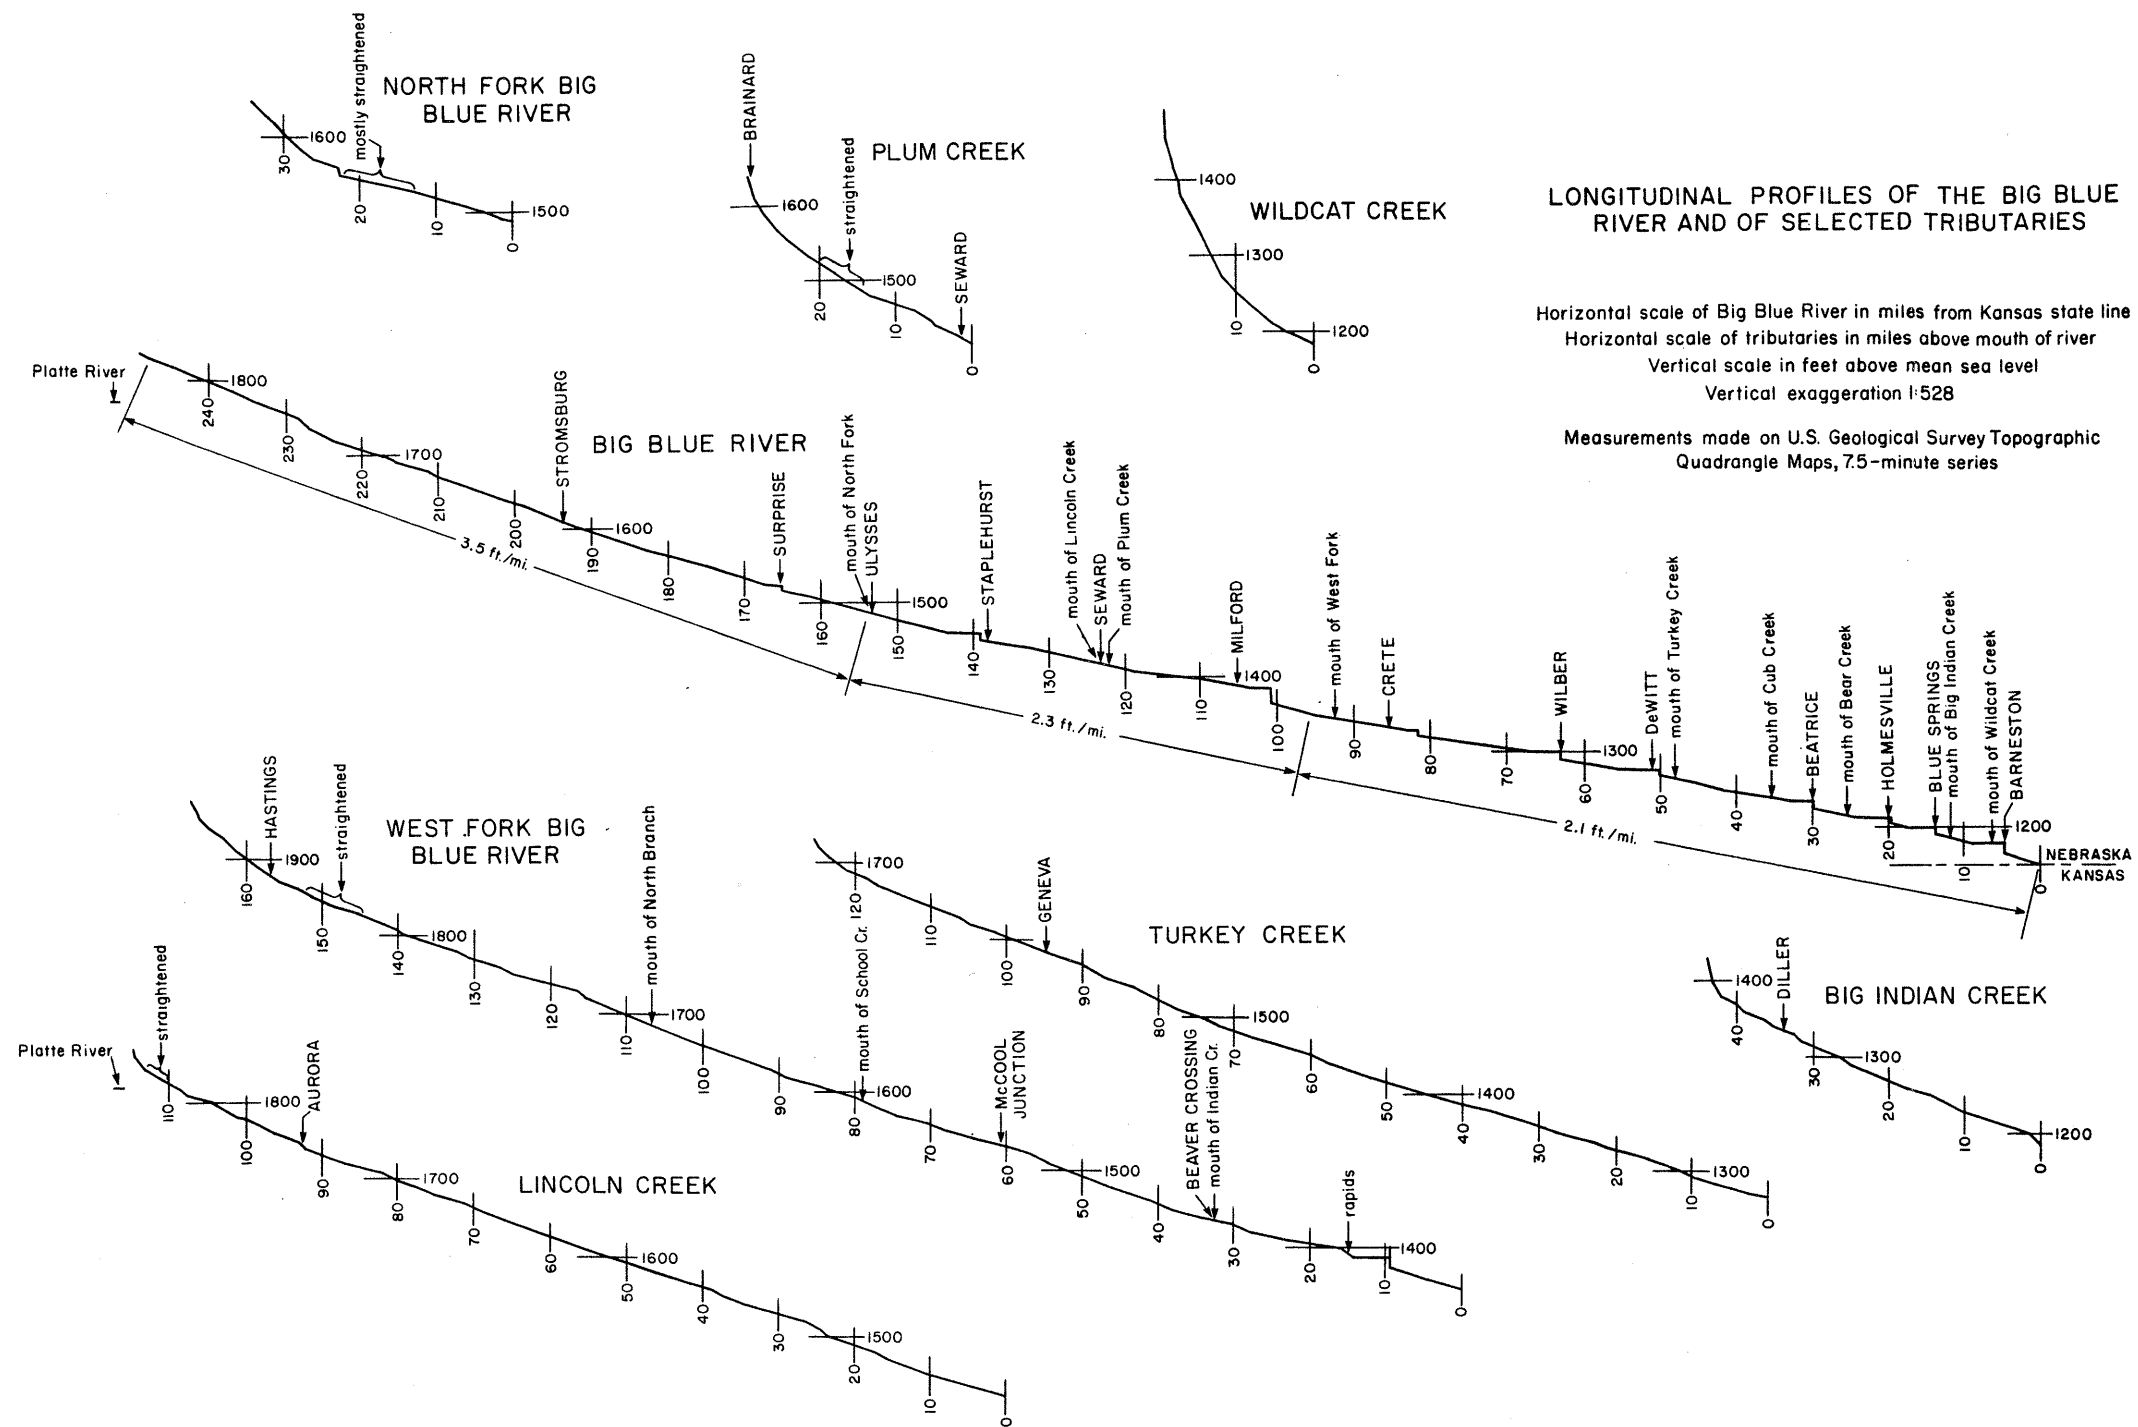 LONGITUDINAL PROFILES OF THE BIG BLUE
RIVER AND OF SELECTED TRIBUTARIES
Horizontal scale of Big Blue River in miles from Kansas state line
Horizontal scale of tributaries in miles above mouth of river
Vertical scale in feet above mean sea level
Vertical exaggeration 1:528
Measurements made on U.S. Geological Survey Topographic
Quadrangle Maps, 7.5-minute series
NORTH FORK BIG
BLUE RIVER
mostly straightened
1600
1500
30
20
10
0
PLUM CREEK
BRAINARD
straightened
SEWARD
1600
1500
20
10
0
WILDCAT CREEK
1400
1300
1200
10
0
BIG BLUE RIVER
Platte River
STROMSBURG
SURPRISE
mouth of North Fork
ULYSSES
STAPLEHURST
mouth of Lincoln Creek
SEWARD
mouth of Plum Creek
MILFORD
mouth of West Fork
CRETE
WILBER
DeWITT
mouth of Turkey Creek
mouth of Cub Creek
BEATRICE
mouth of Bear Creek
HOLMESVILLE
BLUE SPRINGS
mouth of Big Indian Creek
mouth of Wildcat Creek
BARNESTON
1800
1700
1600
1500
1400
1300
1200
240
230
220
210
200
190
180
170
160
150
140
130
120
110
100
90
80
70
60
50
40
30
20
10
0
3.5 ft./mi.
2.3 ft./mi.
2.1 ft./mi.
NEBRASKA
KANSAS
WEST FORK BIG
BLUE RIVER
HASTINGS
straightened
mouth of North Branch
mouth of School Cr.
McCOOL
JUNCTION
BEAVER CROSSING
mouth of Indian Cr.
rapids
1900
1800
1700
1600
1500
1400
160
150
140
130
120
110
100
90
80
70
60
50
40
30
20
10
0
TURKEY CREEK
GENEVA
1700
1500
1400
1300
120
110
100
90
80
70
60
50
40
30
20
10
0
BIG INDIAN CREEK
DILLER
1400
1300
1200
40
30
20
10
0
LINCOLN CREEK
Platte River
straightened
AURORA
1800
1700
1600
1500
110
100
90
80
70
60
50
40
30
20
10
0